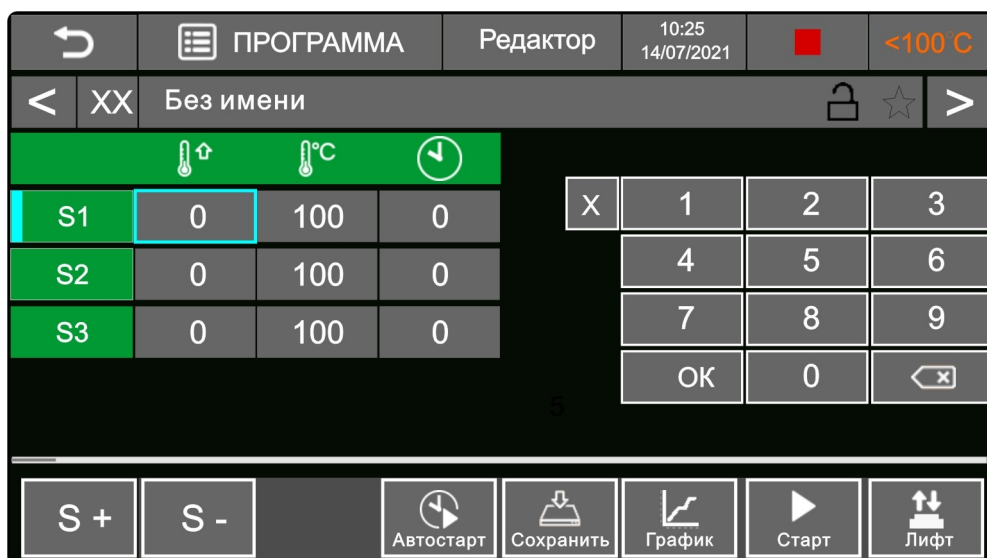 ПРОГРАММА Редактор 10:25 <100°C
14/07/2021
< XX Без имени >
°C
S1 0 100 0 X 1 2 3
S2 0 100 0 4 5 6
S3 0 100 0 7 8 9
ОК 0 x
5
S + S -
Автостарт Сохранить График Старт Лифт